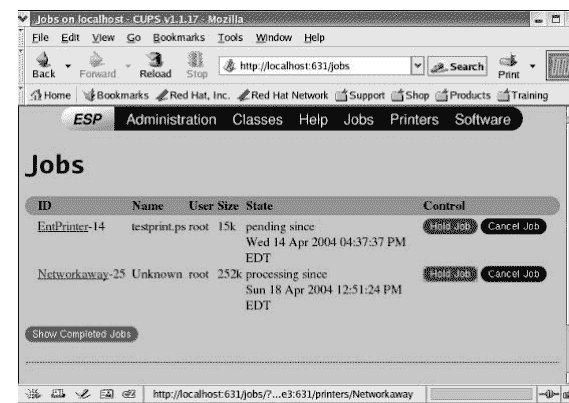 Jobs on localhost - CUPS v1.1.17 - Mozilla
File Edit View Go Bookmarks Tools Window Help
Back Forward Reload Stop http://localhost:631/jobs Search Print
Home Bookmarks Red Hat, Inc. Red Hat Network Support Shop Products Training
ESP Administration Classes Help Jobs Printers Software
Jobs
ID Name User Size State Control
EntPrinter-14 testprint.ps root 15k pending since Hold Job Cancel Job
Wed 14 Apr 2004 04:37:37 PM
EDT
Networkaway-25 Unknown root 252k processing since Hold Job Cancel Job
Sun 18 Apr 2004 12:51:24 PM
EDT
Show Completed Jobs
http://localhost:631/jobs/?...e3:631/printers/Networkaway